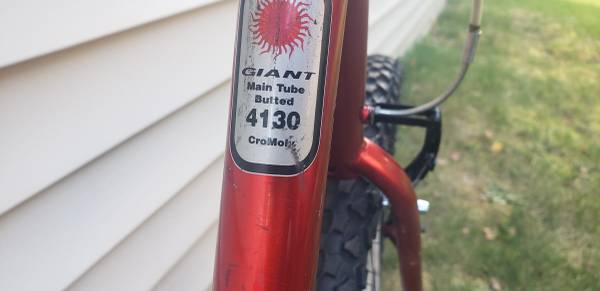 GIANT
Main Tube
Butted
4130
CroMoly